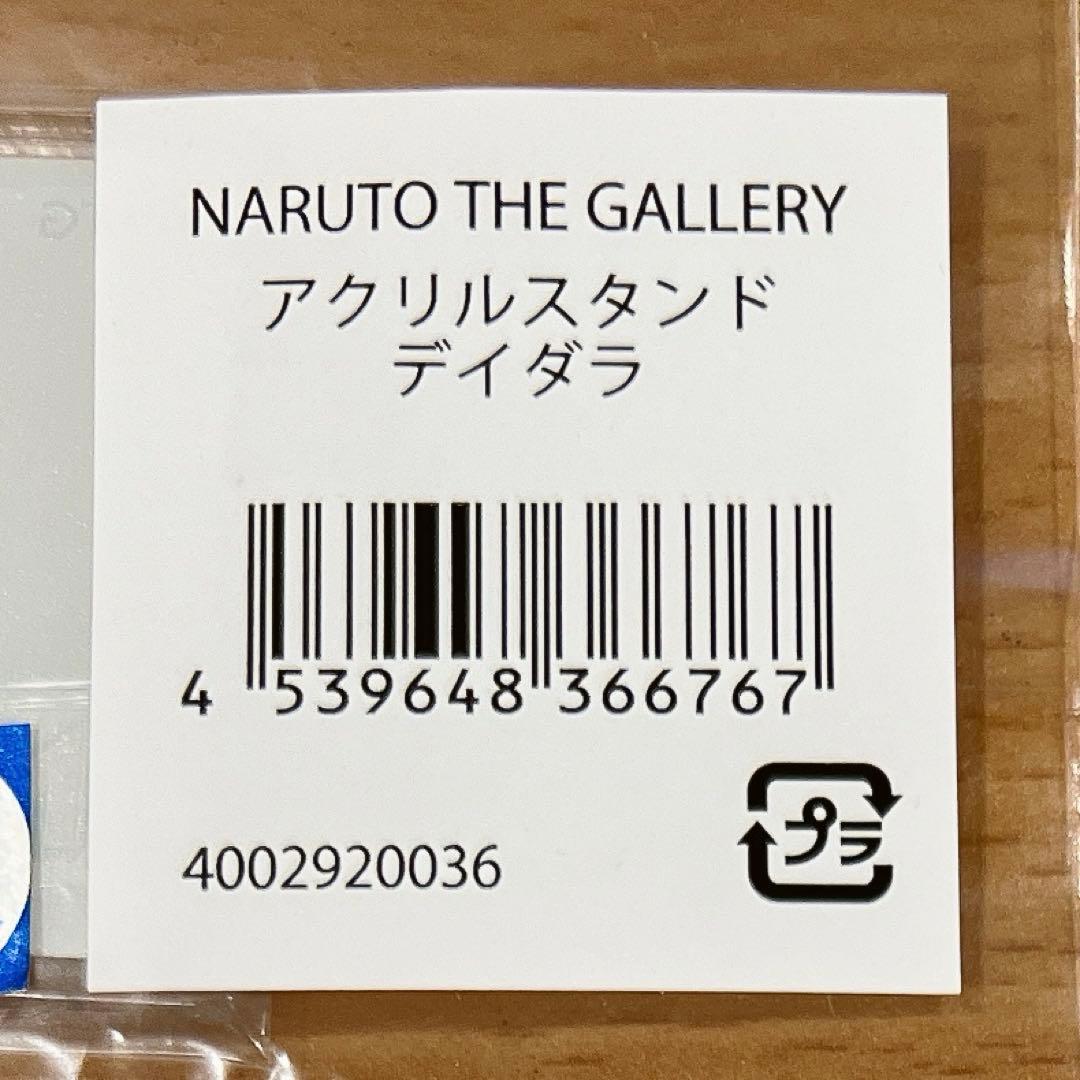 NARUTO THE GALLERY
アクリルスタンド
デイダラ
4 539648 366767
4002920036
プラ